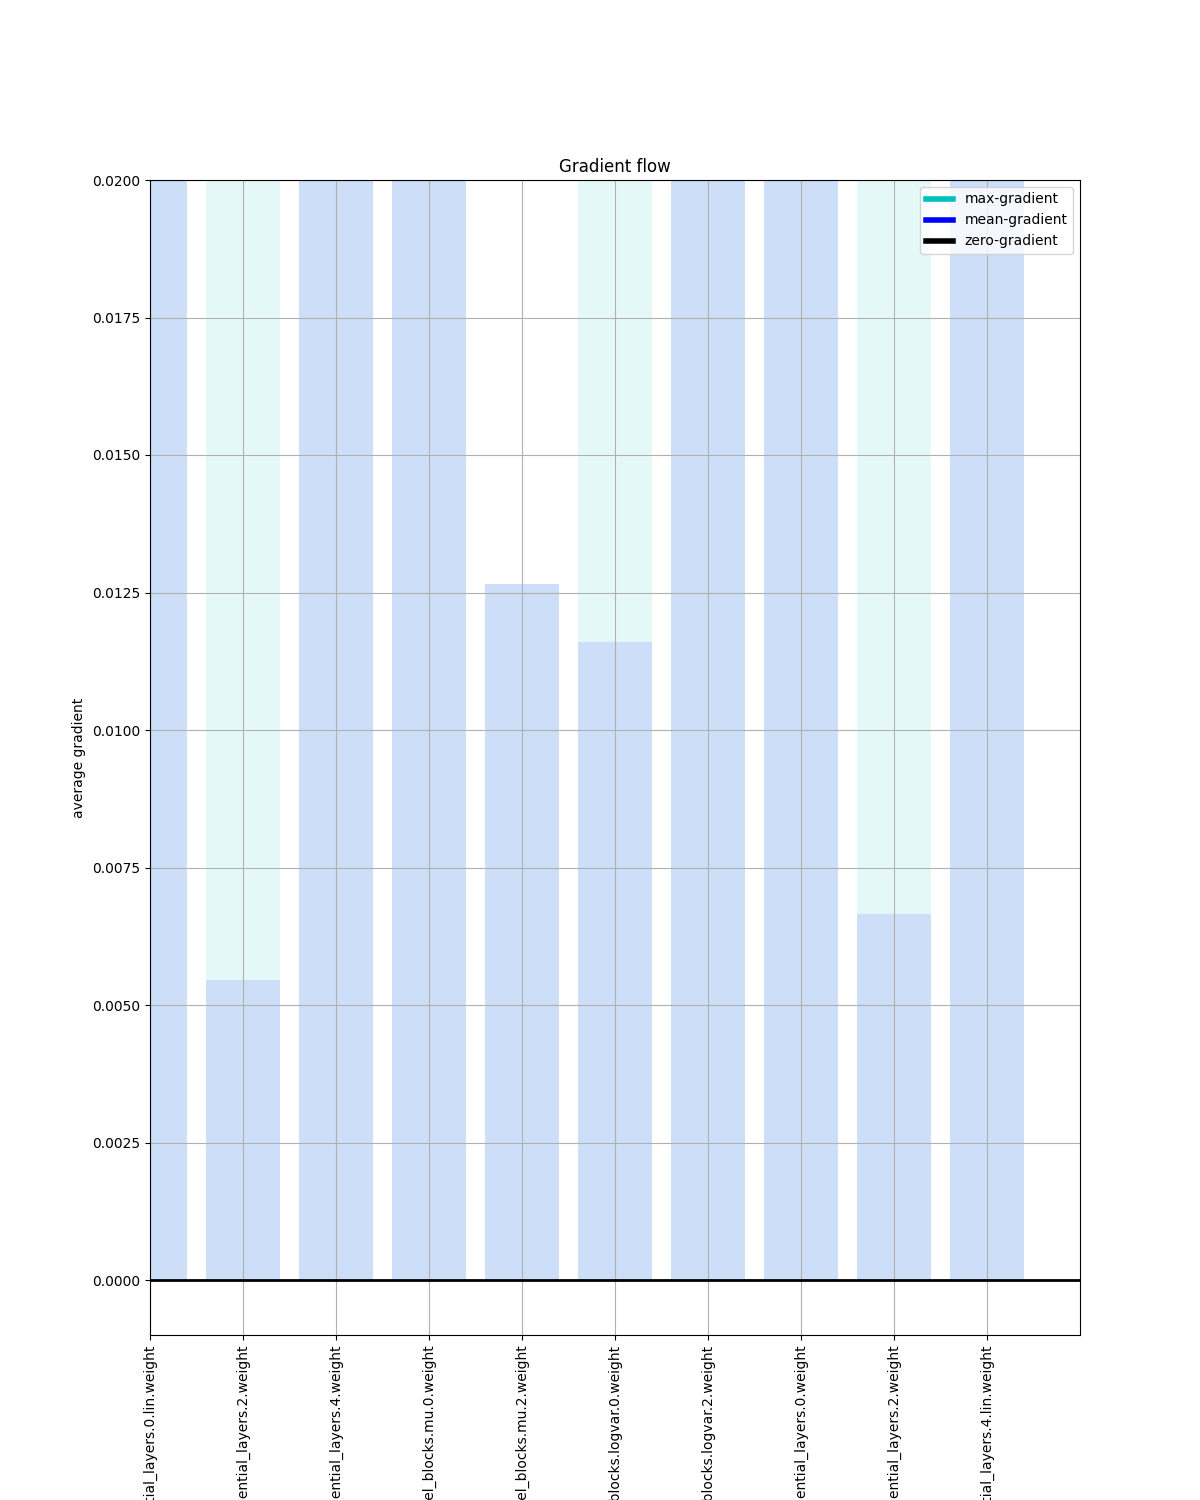 Gradient flow
max-gradient
mean-gradient
zero-gradient
0.0200
0.0175
0.0150
0.0125
0.0100
0.0075
0.0050
0.0025
0.0000
average gradient
tial_layers.0.lin.weight
ential_layers.2.weight
ential_layers.4.weight
el_blocks.mu.0.weight
el_blocks.mu.2.weight
blocks.logvar.0.weight
blocks.logvar.2.weight
ential_layers.0.weight
ential_layers.2.weight
tial_layers.4.lin.weight